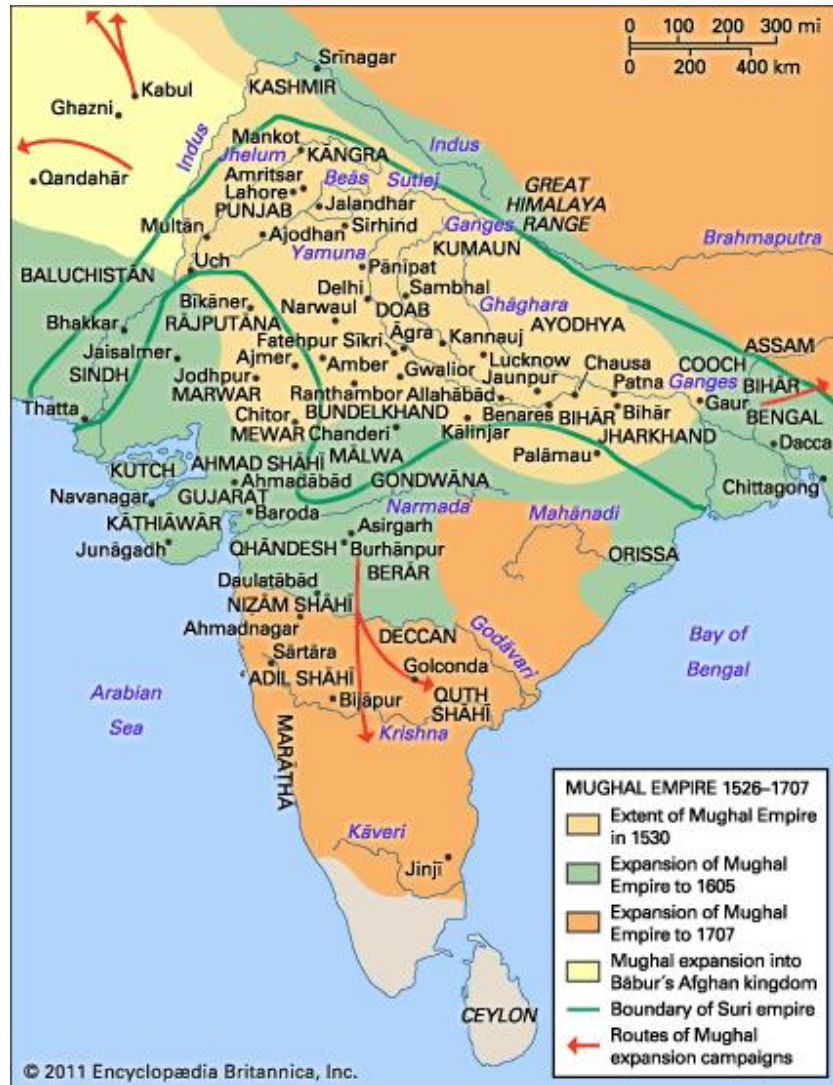 0 100 200 300 mi
0 200 400 km
Srīnagar
KASHMIR
Kabul
Ghazni
Qandahār
Indus
Mankot
Jhelum
KĀNGRA
Indus
Amritsar
Beās
Sutlej
Lahore
PUNJAB
Jalandhar
GREAT
HIMALAYA
RANGE
Multān
Ajodhan
Sirhind
Ganges
Yamuna
KUMAUN
Brahmaputra
Uch
Pānīpat
BALUCHISTĀN
Delhi
Sambhal
Bīkāner
Narwaul
DOAB
Ghāghara
Bhakkar
RĀJPUTĀNA
Fatehpur Sīkri
Āgra
Kannauj
AYODHYA
ASSAM
Jaisalmer
Ajmer
Amber
Lucknow
Chausa
COOCH
BIHĀR
SINDH
Jodhpur
Gwalior
Jaunpur
Patna
Ganges
MARWAR
Ranthambor
Allahābād
Gaur
BENGAL
Thatta
Chitor
BUNDELKHAND
Benares
BIHĀR
Bihār
MEWAR
Chanderi
Kālinjar
JHARKHAND
Dacca
MĀLWA
Palāmau
KUTCH
AHMAD SHĀHĪ
Ahmadābād
GONDWĀNA
Chittagong
Navanagar
GUJARAT
Narmada
Mahānadi
KĀTHIĀWĀR
Baroda
Asirgarh
Junāgadh
QHĀNDESH
Burhānpur
ORISSA
BERĀR
Daulatābād
NIZĀM SHĀHĪ
Ahmadnagar
DECCAN
Godāvari
Bay of
Bengal
Sārtāra
Golconda
ADIL SHĀHĪ
Arabian
Sea
Bijāpur
QUTH
SHĀHĪ
Krishna
MARĀTHĀ
Kāveri
Jinjī
CEYLON
MUGHAL EMPIRE 1526–1707
Extent of Mughal Empire
in 1530
Expansion of Mughal
Empire to 1605
Expansion of Mughal
Empire to 1707
Mughal expansion into
Bābur's Afghan kingdom
Boundary of Suri empire
Routes of Mughal
expansion campaigns
© 2011 Encyclopædia Britannica, Inc.